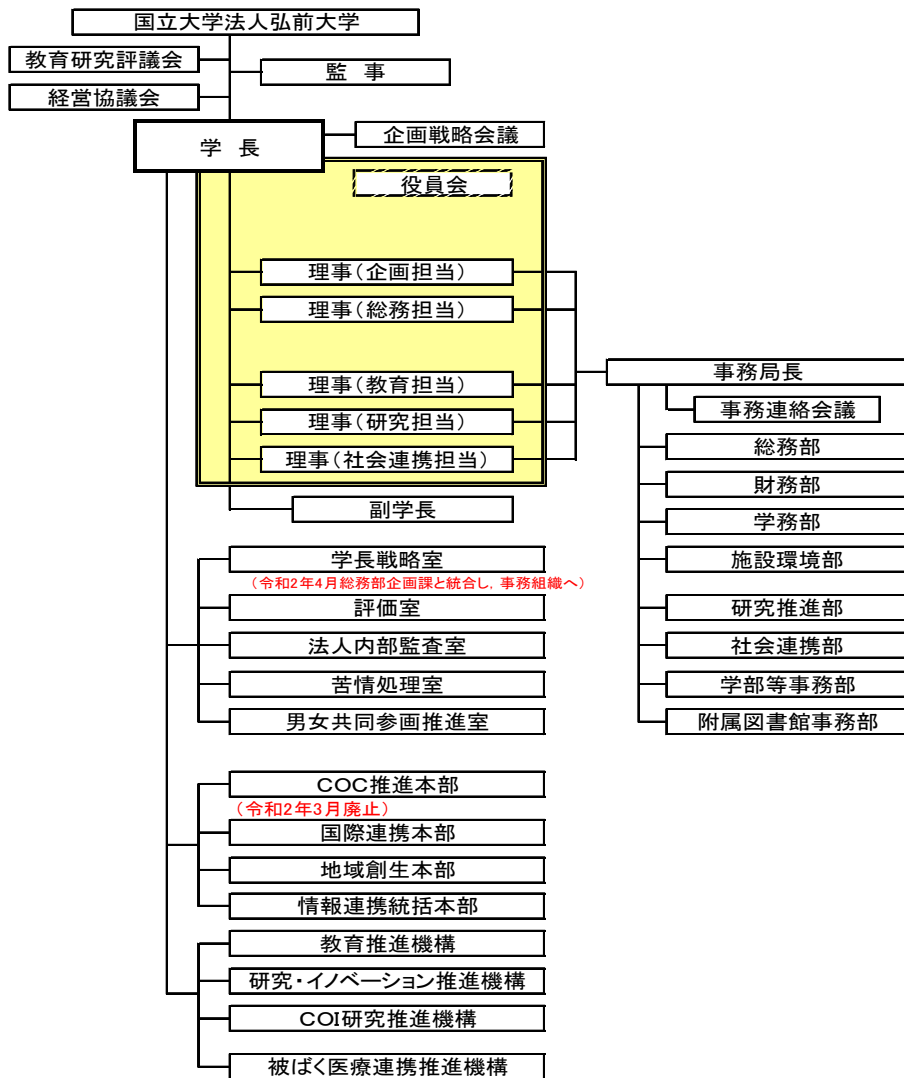 国立大学法人弘前大学
教育研究評議会
監 事
経営協議会
学 長
企画戦略会議
役員会
理事(企画担当)
理事(総務担当)
理事(教育担当)
理事(研究担当)
理事(社会連携担当)
副学長
事務局長
事務連絡会議
総務部
財務部
学務部
施設環境部
研究推進部
社会連携部
学部等事務部
附属図書館事務部
学長戦略室
(令和2年4月総務部企画課と統合し,事務組織へ)
評価室
法人内部監査室
苦情処理室
男女共同参画推進室
COC推進本部
(令和2年3月廃止)
国際連携本部
地域創生本部
情報連携統括本部
教育推進機構
研究・イノベーション推進機構
COI研究推進機構
被ばく医療連携推進機構